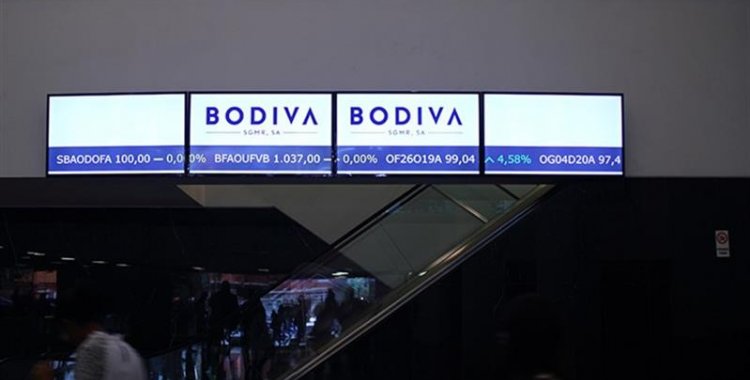 BODIVA
SGMR, SA
BODIVA
SGMR, SA
SBAODOFA 100,00 — 0,00% BFAOUFVB 1.037,00 — 0,00% OF26O19A 99,04 4,58% OG04D20A 97,4